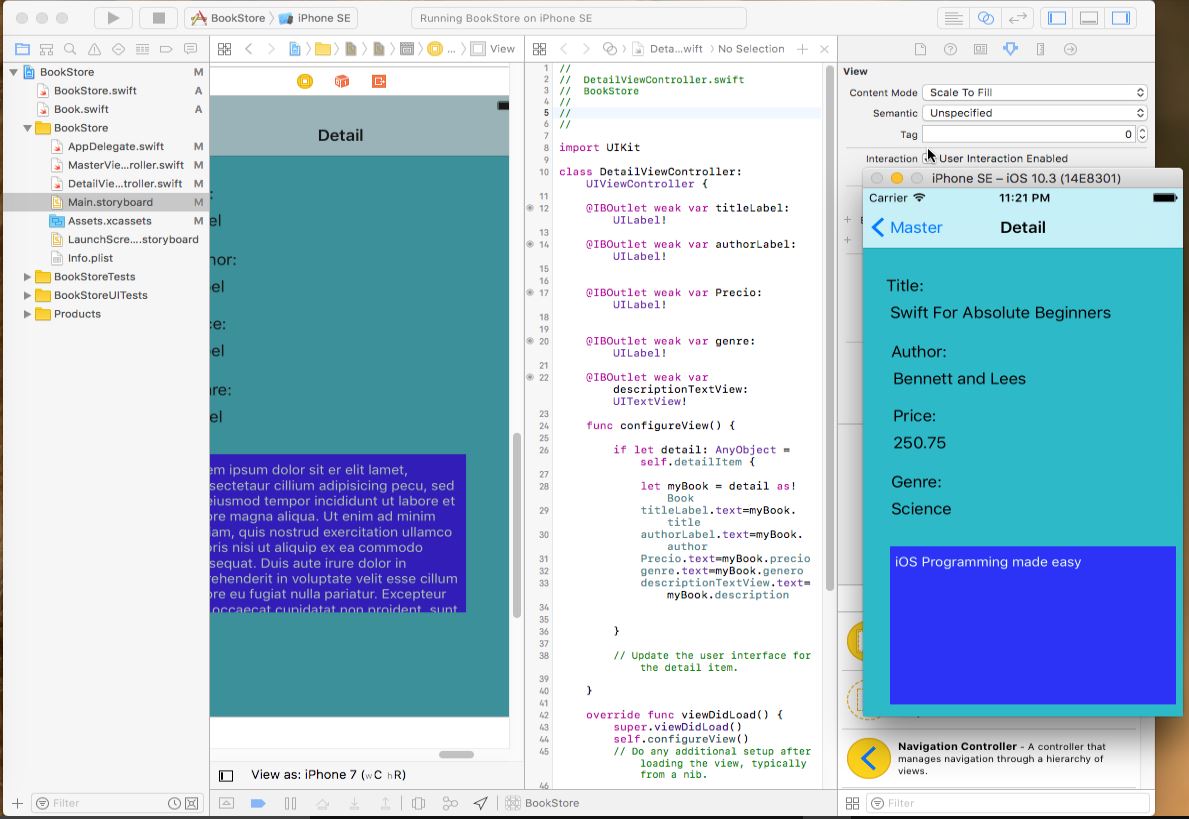 BookStore
iPhone SE
Running BookStore on iPhone SE
View
Deta...wift
No Selection
BookStore M
BookStore.swift A
Book.swift A
BookStore
AppDelegate.swift M
MasterVie...roller.swift M
DetailVie...troller.swift M
Main.storyboard M
Assets.xcassets M
LaunchScre....storyboard
Info.plist
BookStoreTests
BookStoreUITests
Products
Filter
Detail
:
el
hor:
el
ce:
el
nre:
el
em ipsum dolor sit er elit lamet,
sectetaur cillium adipisicing pecu, sed
eiusmod tempor incididunt ut labore et
ore magna aliqua. Ut enim ad minim
iam, quis nostrud exercitation ullamco
oris nisi ut aliquip ex ea commodo
sequat. Duis aute irure dolor in
rehenderit in voluptate velit esse cillum
ore eu fugiat nulla pariatur. Excepteur
occaecat cupidatat non proident, sunt
View as: iPhone 7 (wC hR)
1 //
2 // DetailViewController.swift
3 // BookStore
4 //
5 //
6 //
7
8 import UIKit
9
10 class DetailViewController:
UIViewController {
11
12 @IBOutlet weak var titleLabel:
UILabel!
13
14 @IBOutlet weak var authorLabel:
UILabel!
15
16
17 @IBOutlet weak var Precio:
UILabel!
18
19
20 @IBOutlet weak var genre:
UILabel!
21
22 @IBOutlet weak var
descriptionTextView:
UITextView!
23
24 func configureView() {
25
26 if let detail: AnyObject =
self.detailItem {
27
28 let myBook = detail as!
Book
29 titleLabel.text=myBook.
title
30 authorLabel.text=myBook.
author
31 Precio.text=myBook.precio
32 genre.text=myBook.genero
33 descriptionTextView.text=
myBook.description
34
35
36 }
37
38 // Update the user interface for
the detail item.
39
40 }
41
42 override func viewDidLoad() {
43 super.viewDidLoad()
44 self.configureView()
45 // Do any additional setup after
loading the view, typically
from a nib.
46
BookStore
View
Content Mode Scale To Fill
Semantic Unspecified
Tag 0
Interaction User Interaction Enabled
iPhone SE – iOS 10.3 (14E8301)
Carrier 11:21 PM
Master Detail
Title:
Swift For Absolute Beginners
Author:
Bennett and Lees
Price:
250.75
Genre:
Science
iOS Programming made easy
Navigation Controller - A controller that
manages navigation through a hierarchy of
views.
Filter